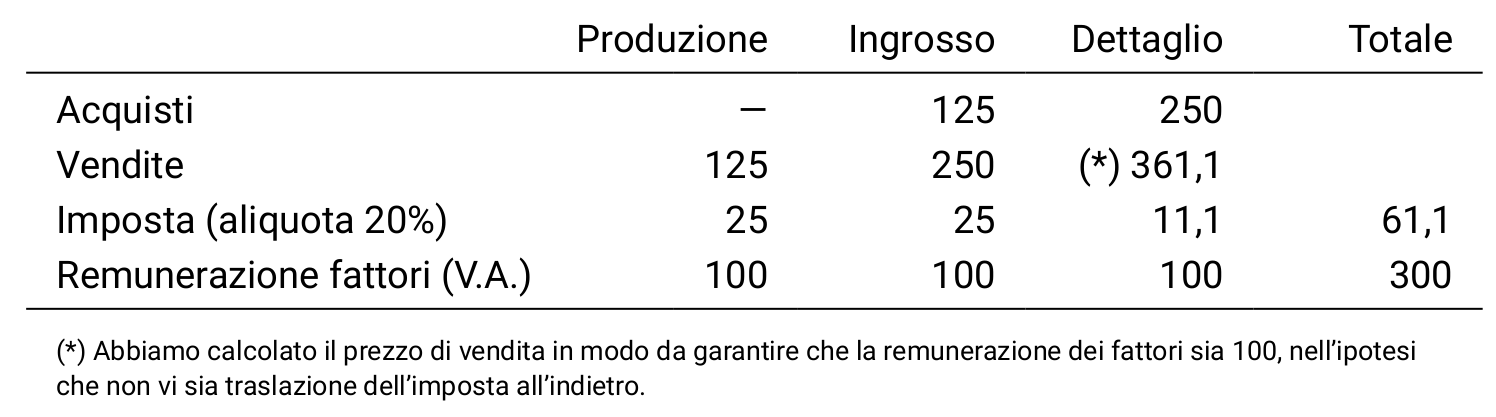 Produzione Ingrosso Dettaglio Totale
Acquisti — 125 250
Vendite 125 250 (*) 361,1
Imposta (aliquota 20%) 25 25 11,1 61,1
Remunerazione fattori (V.A.) 100 100 100 300
(*) Abbiamo calcolato il prezzo di vendita in modo da garantire che la remunerazione dei fattori sia 100, nell’ipotesi
che non vi sia traslazione dell’imposta all’indietro.